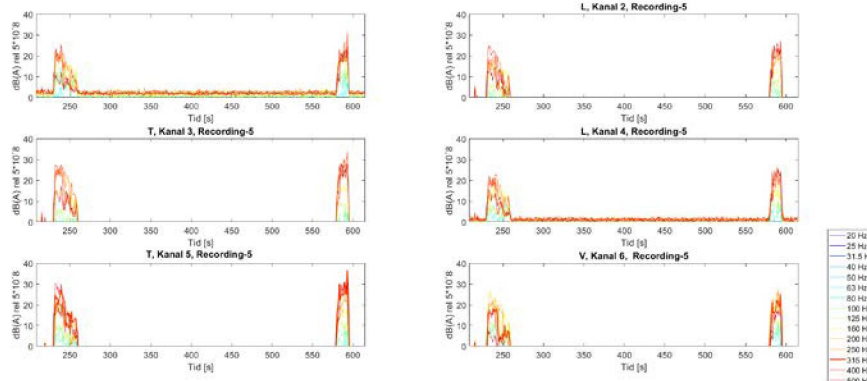 L, Kanal 2, Recording-5
dB(A) rel 5*10^8
40
30
20
10
0
250 300 350 400 450 500 550 600
Tid [s]
dB(A) rel 5*10^8
40
30
20
10
0
250 300 350 400 450 500 550 600
Tid [s]
T, Kanal 3, Recording-5
dB(A) rel 5*10^8
40
20
0
250 300 350 400 450 500 550 600
Tid [s]
L, Kanal 4, Recording-5
dB(A) rel 5*10^8
40
20
0
250 300 350 400 450 500 550 600
Tid [s]
T, Kanal 5, Recording-5
dB(A) rel 5*10^8
40
30
20
10
0
250 300 350 400 450 500 550 600
Tid [s]
V, Kanal 6, Recording-5
dB(A) rel 5*10^8
40
30
20
10
0
250 300 350 400 450 500 550 600
Tid [s]
20 Hz
25 Hz
31.5 Hz
40 Hz
50 Hz
63 Hz
80 Hz
100 Hz
125 Hz
160 Hz
200 Hz
250 Hz
315 Hz
400 Hz